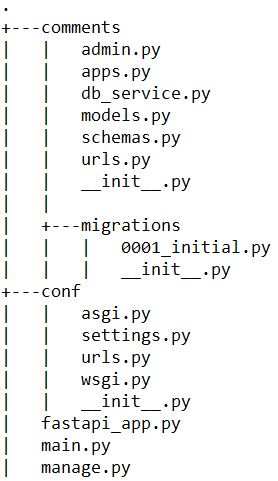 .
+---comments
|   |   admin.py
|   |   apps.py
|   |   db_service.py
|   |   models.py
|   |   schemas.py
|   |   urls.py
|   |   __init__.py
|   |
|   +---migrations
|   |   |   0001_initial.py
|   |   |   __init__.py
+---conf
|   |   asgi.py
|   |   settings.py
|   |   urls.py
|   |   wsgi.py
|   |   __init__.py
|   fastapi_app.py
|   main.py
|   manage.py